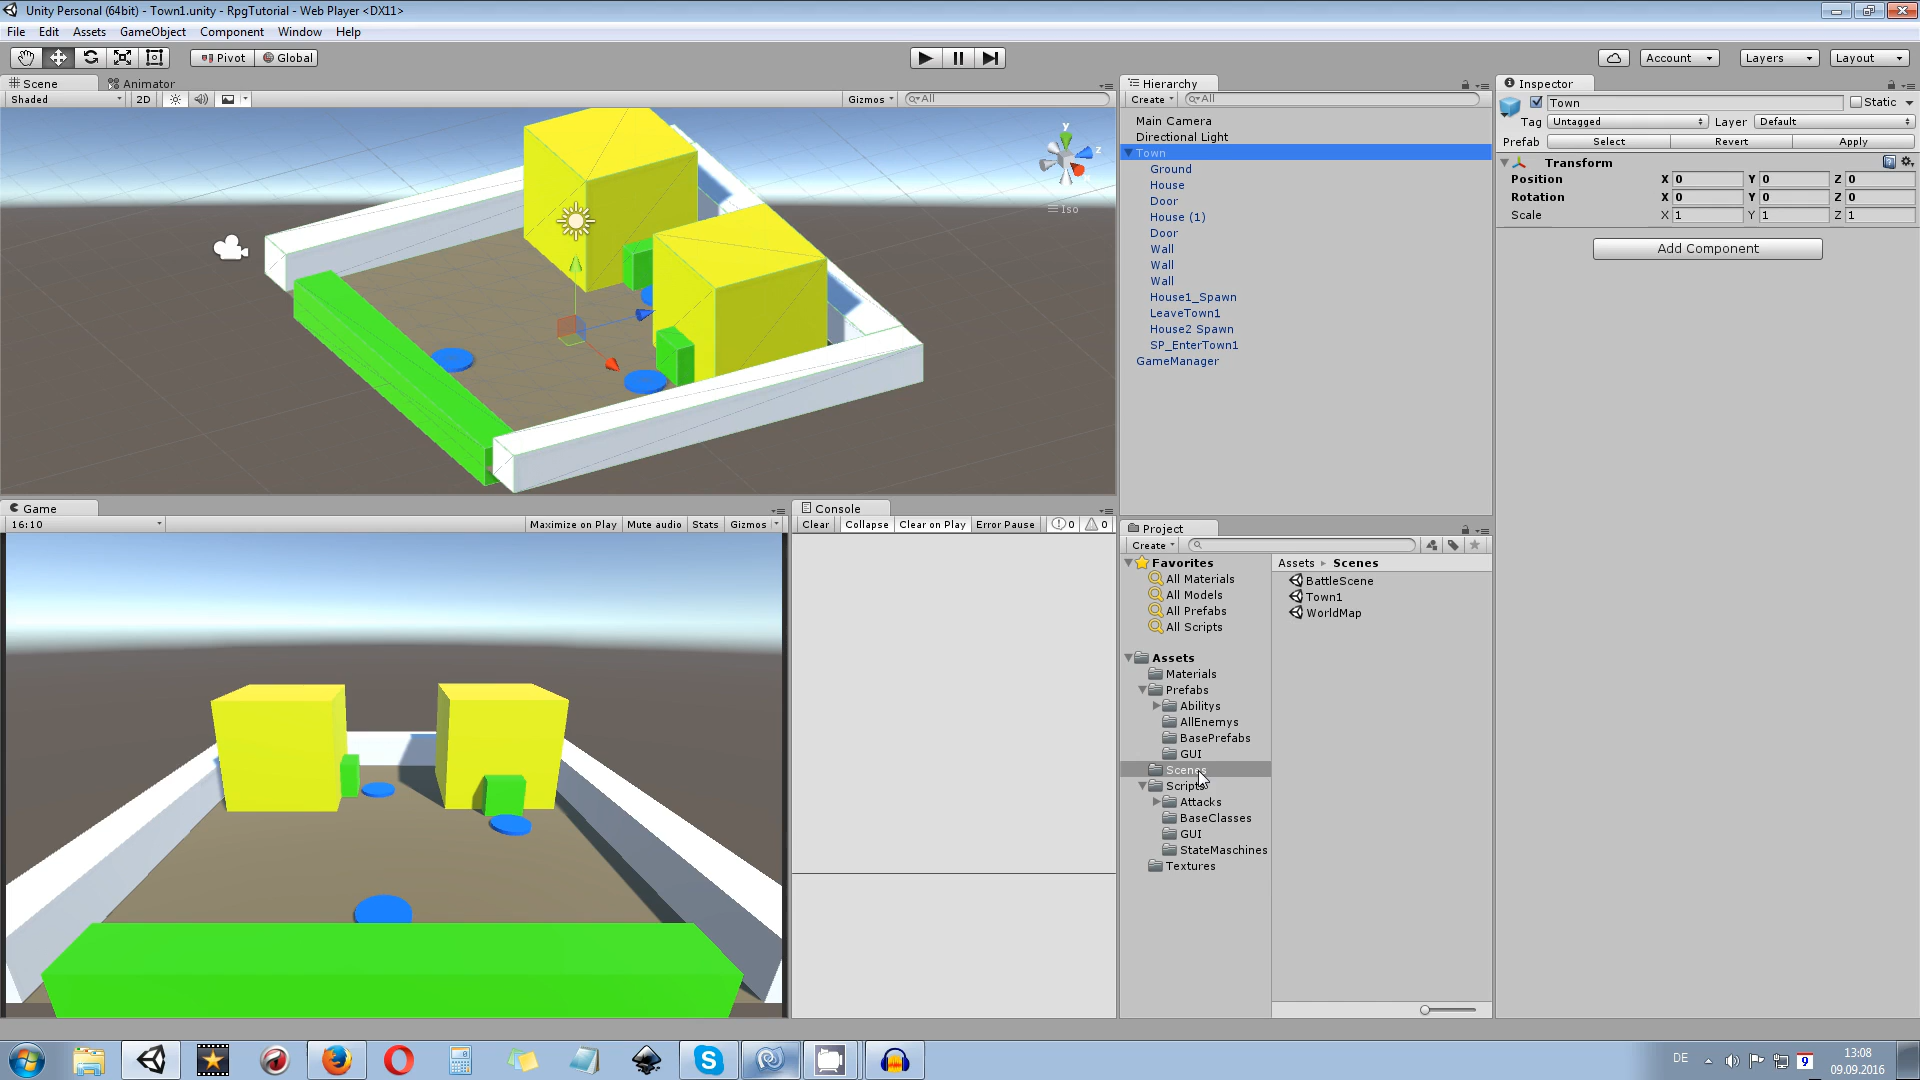 Unity Personal (64bit) - Town1.unity - RpgTutorial - Web Player <DX11>
File Edit Assets GameObject Component Window Help
Pivot Global Account Layers Layout
Scene Animator
Shaded 2D Gizmos All
y
z
Iso
Hierarchy
Create All
Main Camera
Directional Light
Town
Ground
House
Door
House (1)
Door
Wall
Wall
Wall
House1_Spawn
LeaveTown1
House2 Spawn
SP_EnterTown1
GameManager
Inspector
Town Static
Tag Untagged Layer Default
Prefab Select Revert Apply
Transform
Position X 0 Y 0 Z 0
Rotation X 0 Y 0 Z 0
Scale X 1 Y 1 Z 1
Add Component
Game
16:10 Maximize on Play Mute audio Stats Gizmos
Console
Clear Collapse Clear on Play Error Pause 0 0
Project
Create
Favorites
All Materials
All Models
All Prefabs
All Scripts
Assets
Materials
Prefabs
Abilitys
AllEnemys
BasePrefabs
GUI
Scenes
Scripts
Attacks
BaseClasses
GUI
StateMaschines
Textures
Assets Scenes
BattleScene
Town1
WorldMap
DE 9 13:08
09.09.2016